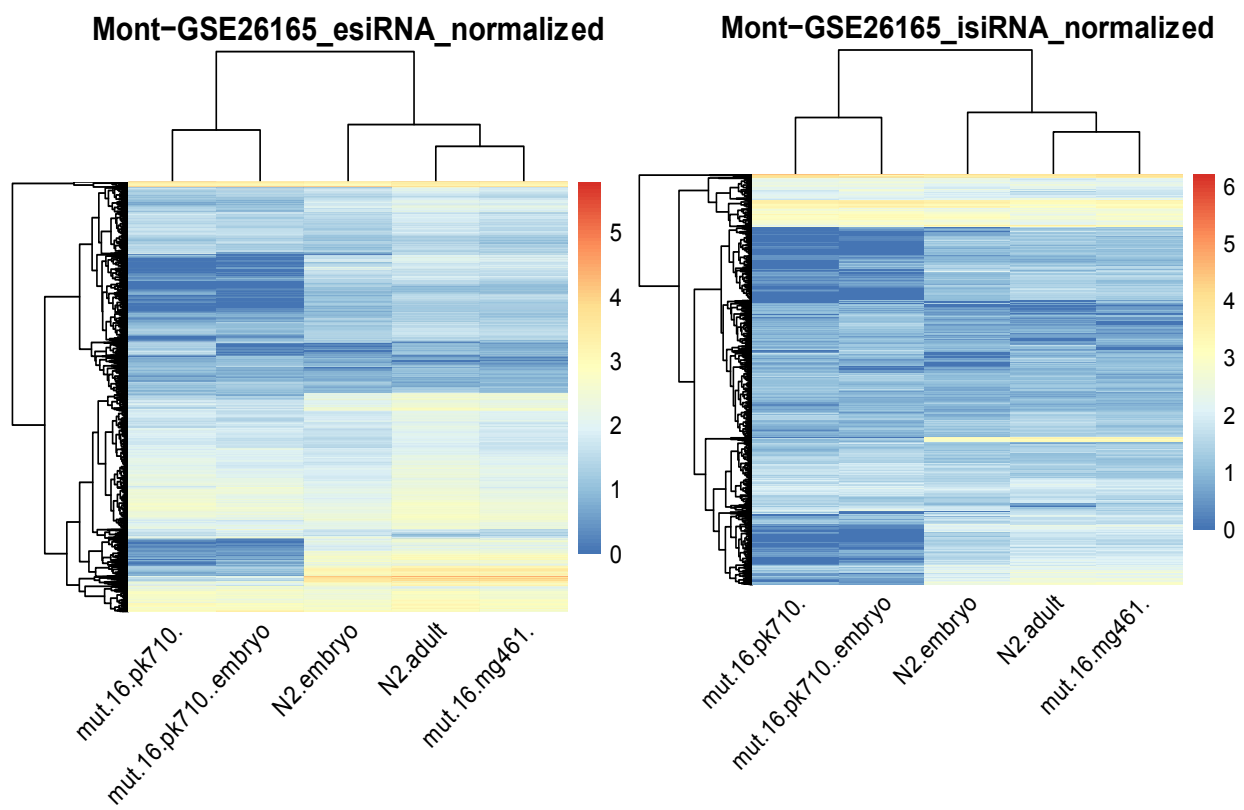 Mont-GSE26165_esiRNA_normalized
5
4
3
2
1
0
mut.16.pk710.
mut.16.pk710..embryo
N2.embryo
N2.adult
mut.16.mg461.
Mont-GSE26165_isiRNA_normalized
6
5
4
3
2
1
0
mut.16.pk710.
mut.16.pk710..embryo
N2.embryo
N2.adult
mut.16.mg461.